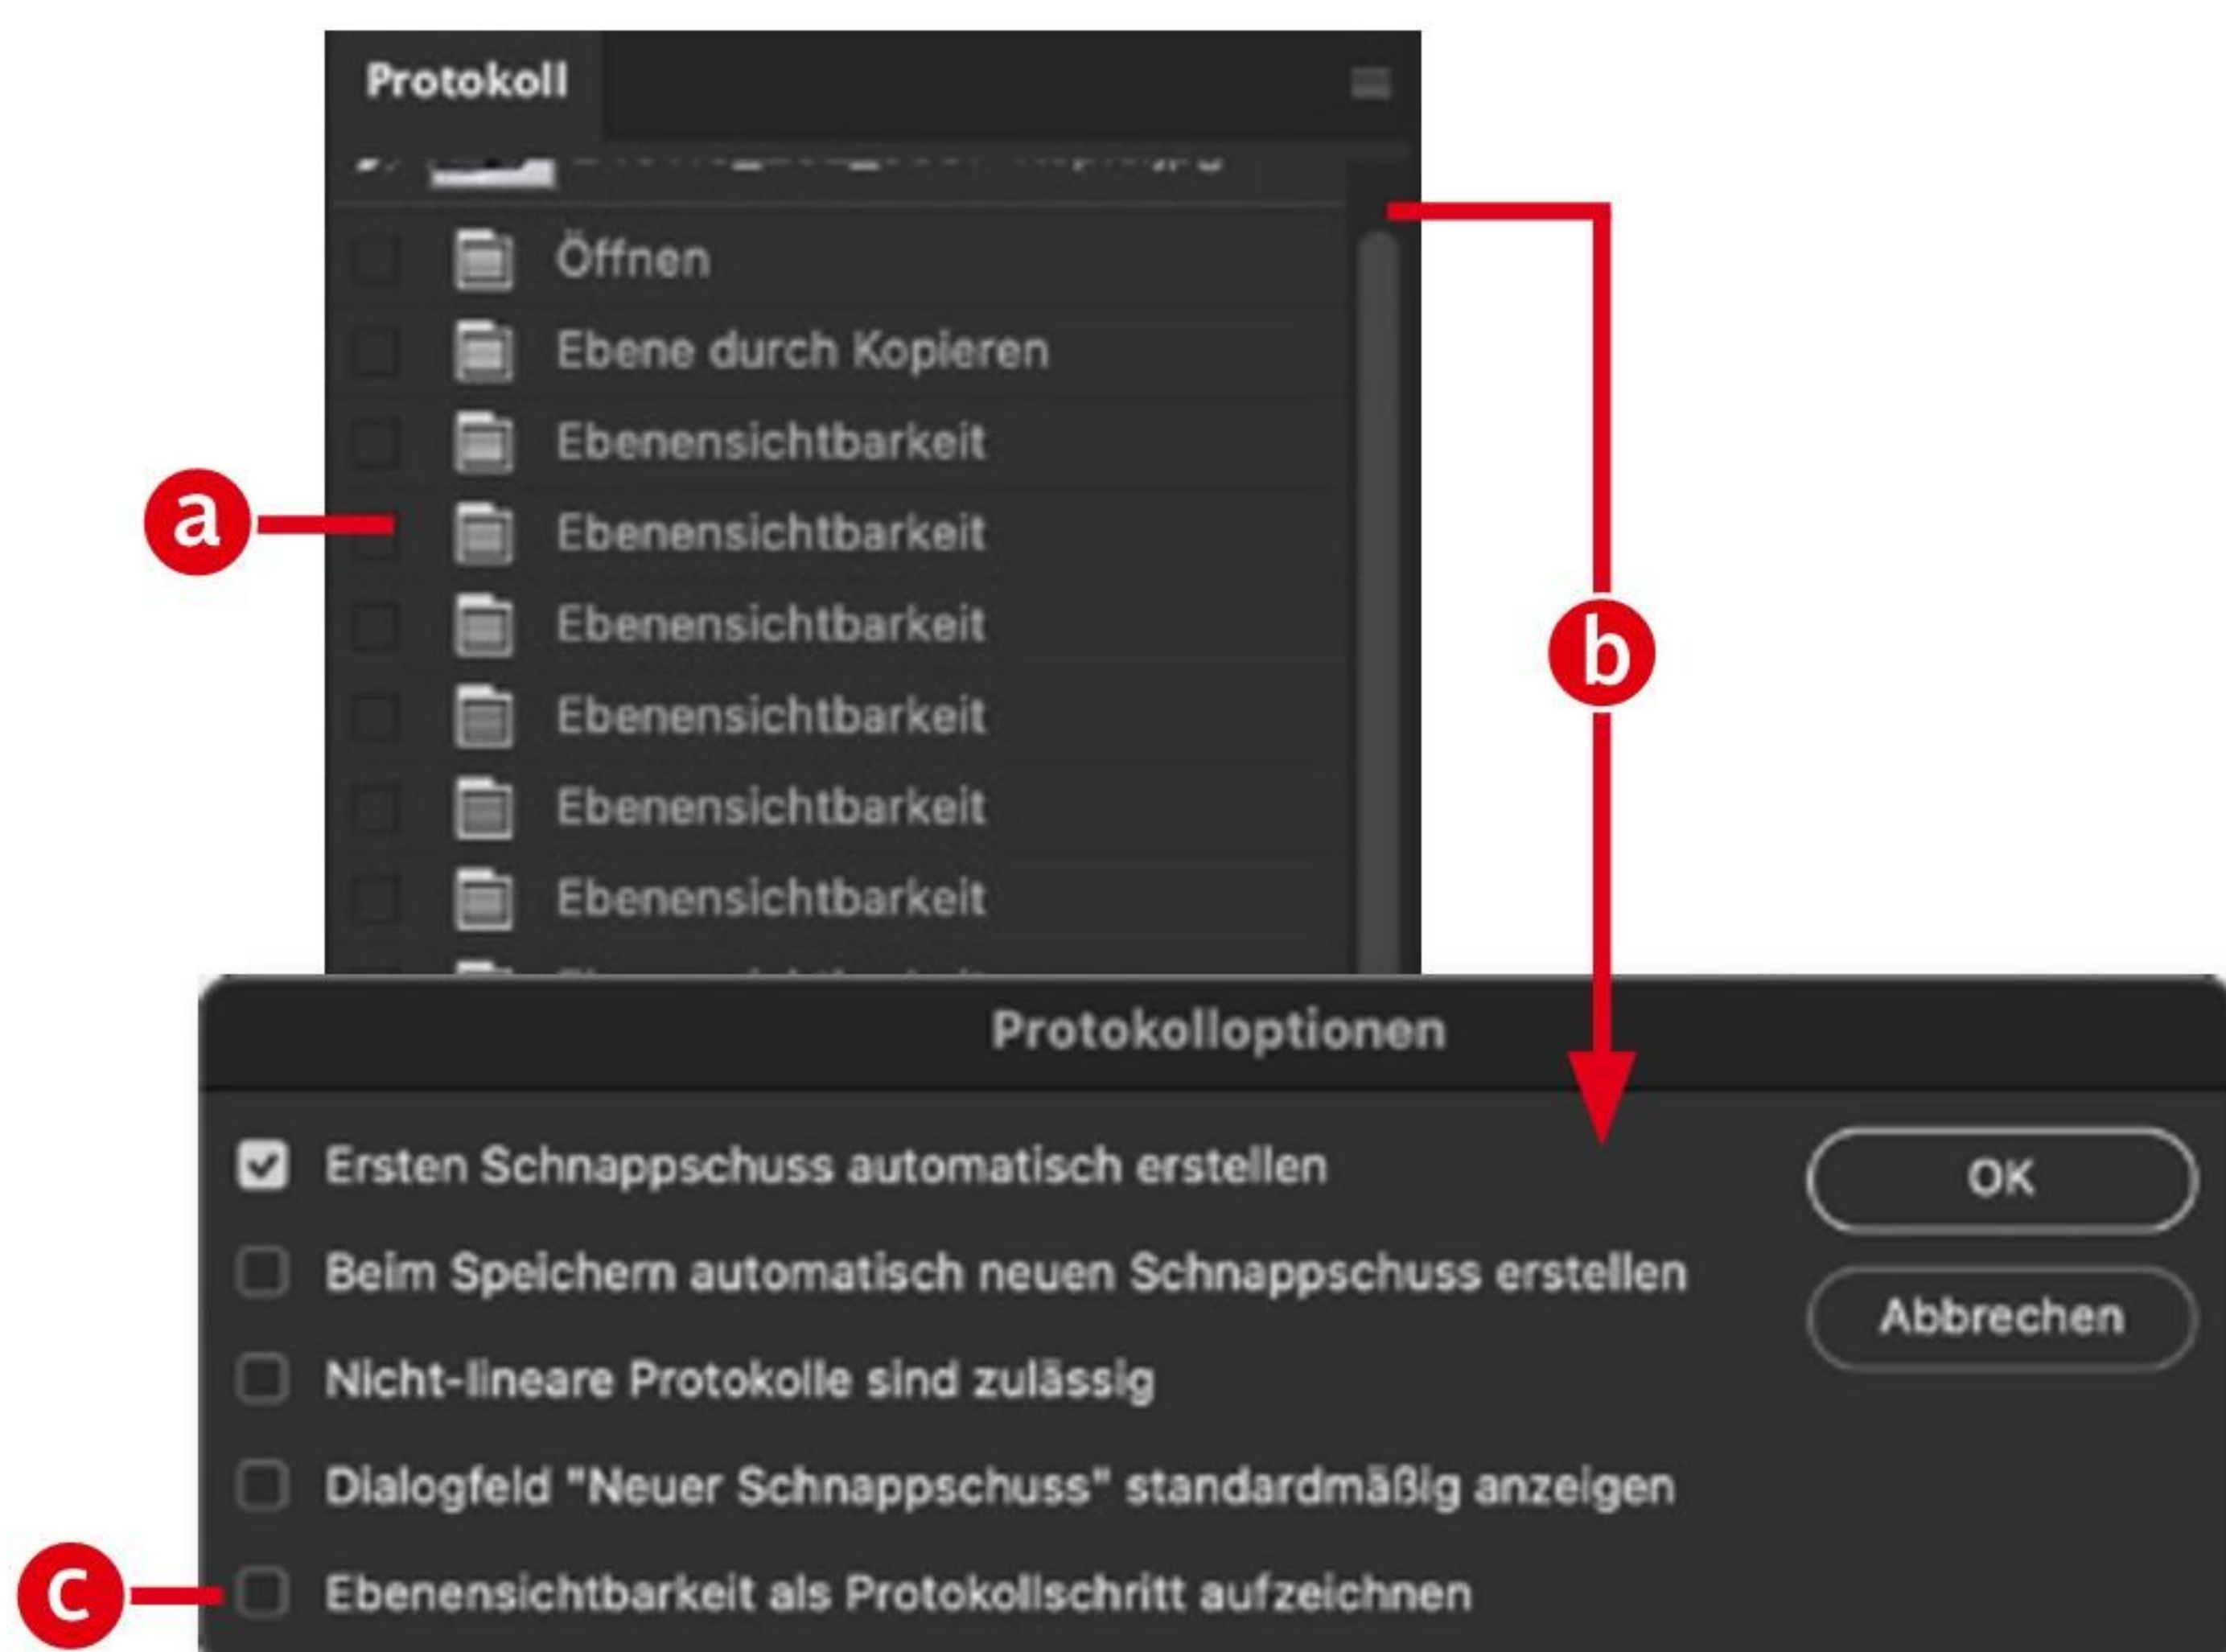 Protokoll
Öffnen
Ebene durch Kopieren
Ebenensichtbarkeit
a
Ebenensichtbarkeit
Ebenensichtbarkeit
b
Ebenensichtbarkeit
Ebenensichtbarkeit
Ebenensichtbarkeit
Protokolloptionen
Ersten Schnappschuss automatisch erstellen
OK
Beim Speichern automatisch neuen Schnappschuss erstellen
Abbrechen
Nicht-lineare Protokolle sind zulässig
Dialogfeld "Neuer Schnappschuss" standardmäßig anzeigen
c
Ebenensichtbarkeit als Protokollschritt aufzeichnen